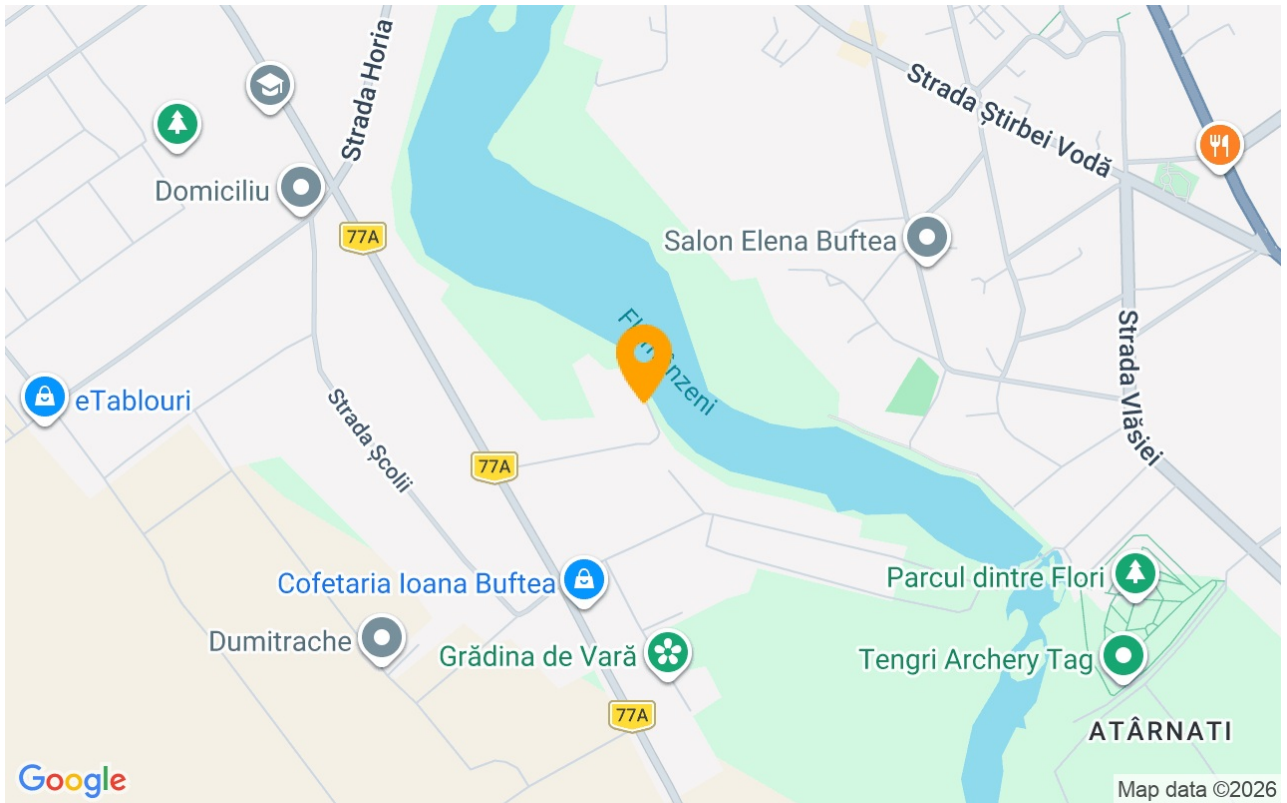 Strada Horia
Strada Știrbei Vodă
Domiciliu
77A
Salon Elena Buftea
Strada Vlăsiei
eTablouri
Strada Școlii
77A
Cofetaria Ioana Buftea
Parcul dintre Flori
Dumitrache
Grădina de Vară
Tengri Archery Tag
77A
ATÂRNATI
Google
Map data ©2026